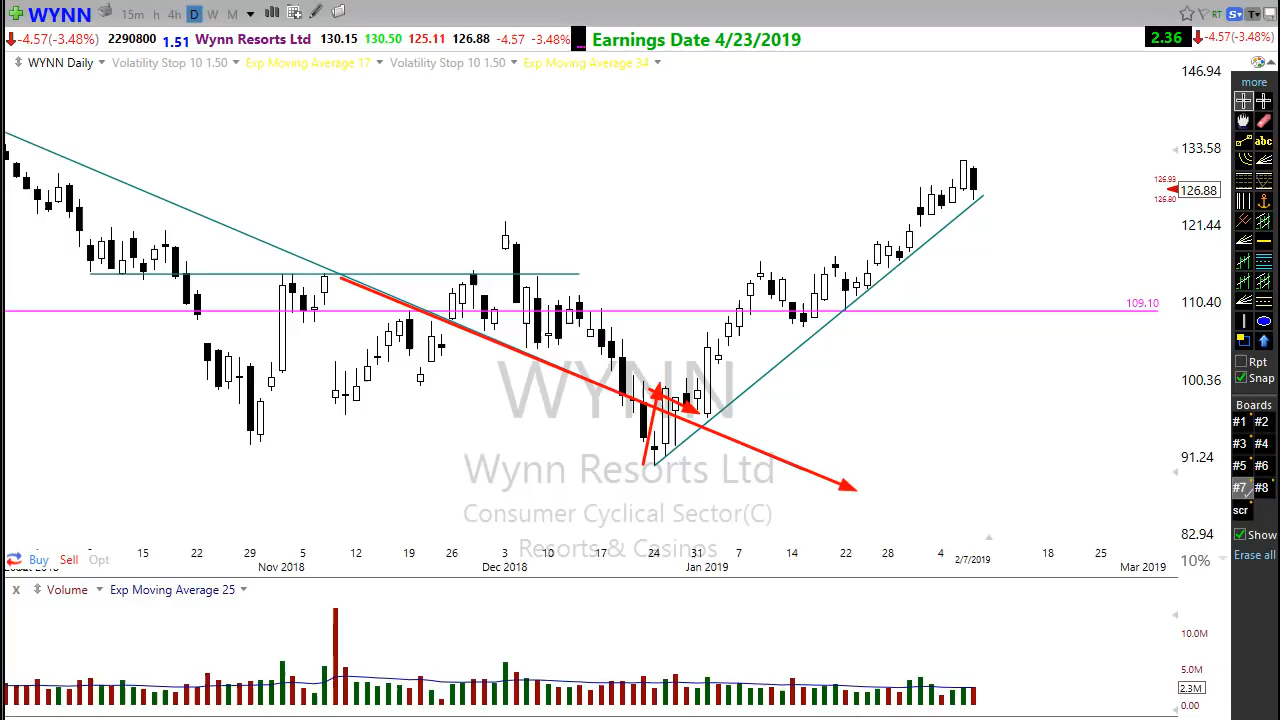 WYNN 15m h 4h D W M RT S T -4.57(-3.48%)
-4.57(-3.48%) 2290800 1.51 Wynn Resorts Ltd 130.15 130.50 125.11 126.88 -4.57 -3.48% Earnings Date 4/23/2019 2.36
WYNN Daily Volatility Stop 10 1.50 Exp Moving Average 17 Volatility Stop 10 1.50 Exp Moving Average 34
146.94
more
abc
133.58
126.93
126.88
126.80
121.44
109.10
110.40
Rpt
Snap
100.36
WYNN
Boards
#1 #2
#3 #4
91.24
#5 #6
Wynn Resorts Ltd
#7 #8
Consumer Cyclical Sector(C)
scr
82.94
Show
Resorts & Casinos
15 22 29 5 12 19 26 3 10 17 24 31 7 14 22 28 4 2/7/2019 18 25
Erase all
Buy Sell Opt
10%
Nov 2018 Dec 2018 Jan 2019 Mar 2019
x Volume Exp Moving Average 25
10.0M
5.0M
2.3M
0.00